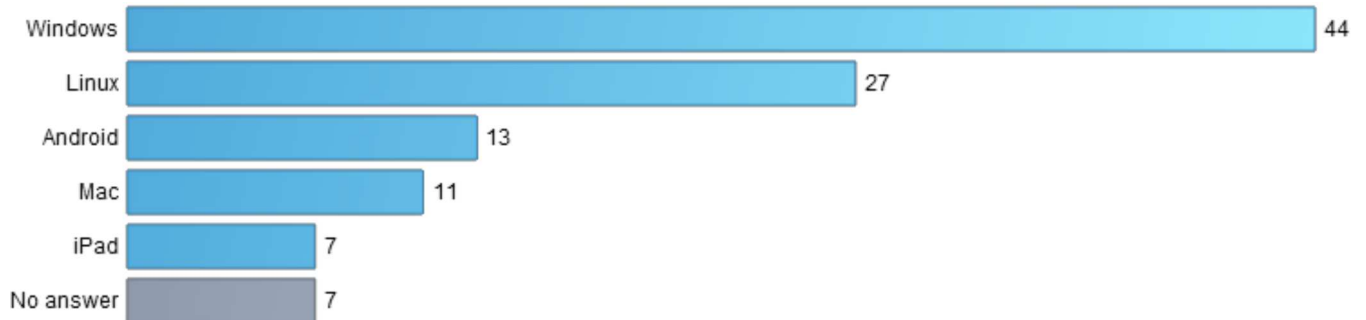 Windows 44
Linux 27
Android 13
Mac 11
iPad 7
No answer 7